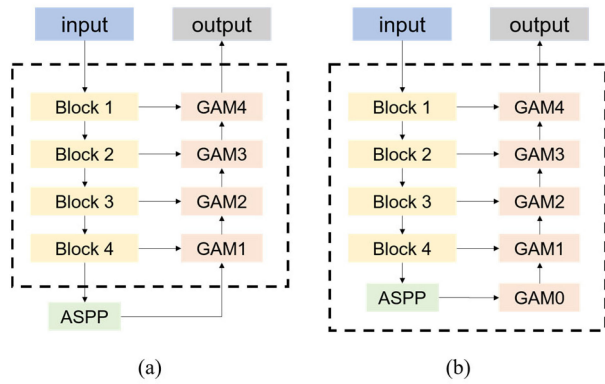 input output input output
Block 1 GAM4 Block 1 GAM4
Block 2 GAM3 Block 2 GAM3
Block 3 GAM2 Block 3 GAM2
Block 4 GAM1 Block 4 GAM1
ASPP ASPP GAM0
(a) (b)